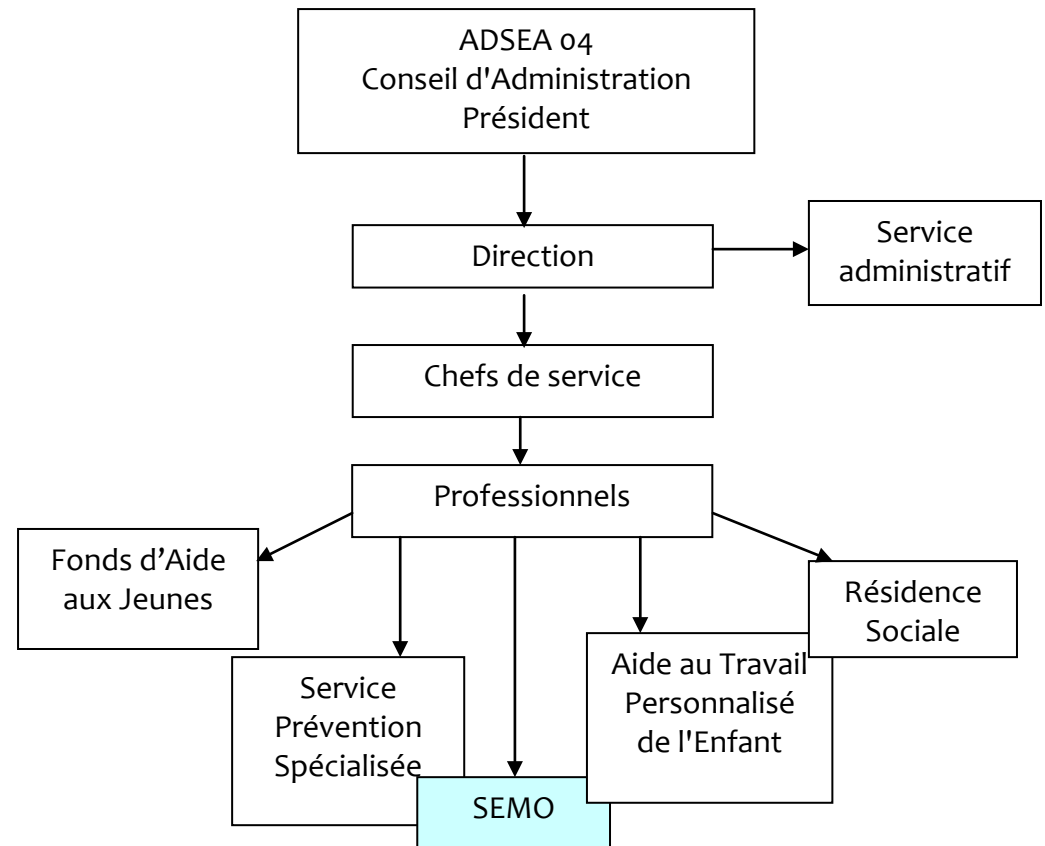 ADSEA 04
Conseil d'Administration
Président
Direction
Service
administratif
Chefs de service
Professionnels
Fonds d’Aide
aux Jeunes
Service
Prévention
Spécialisée
SEMO
Aide au Travail
Personnalisé
de l'Enfant
Résidence
Sociale